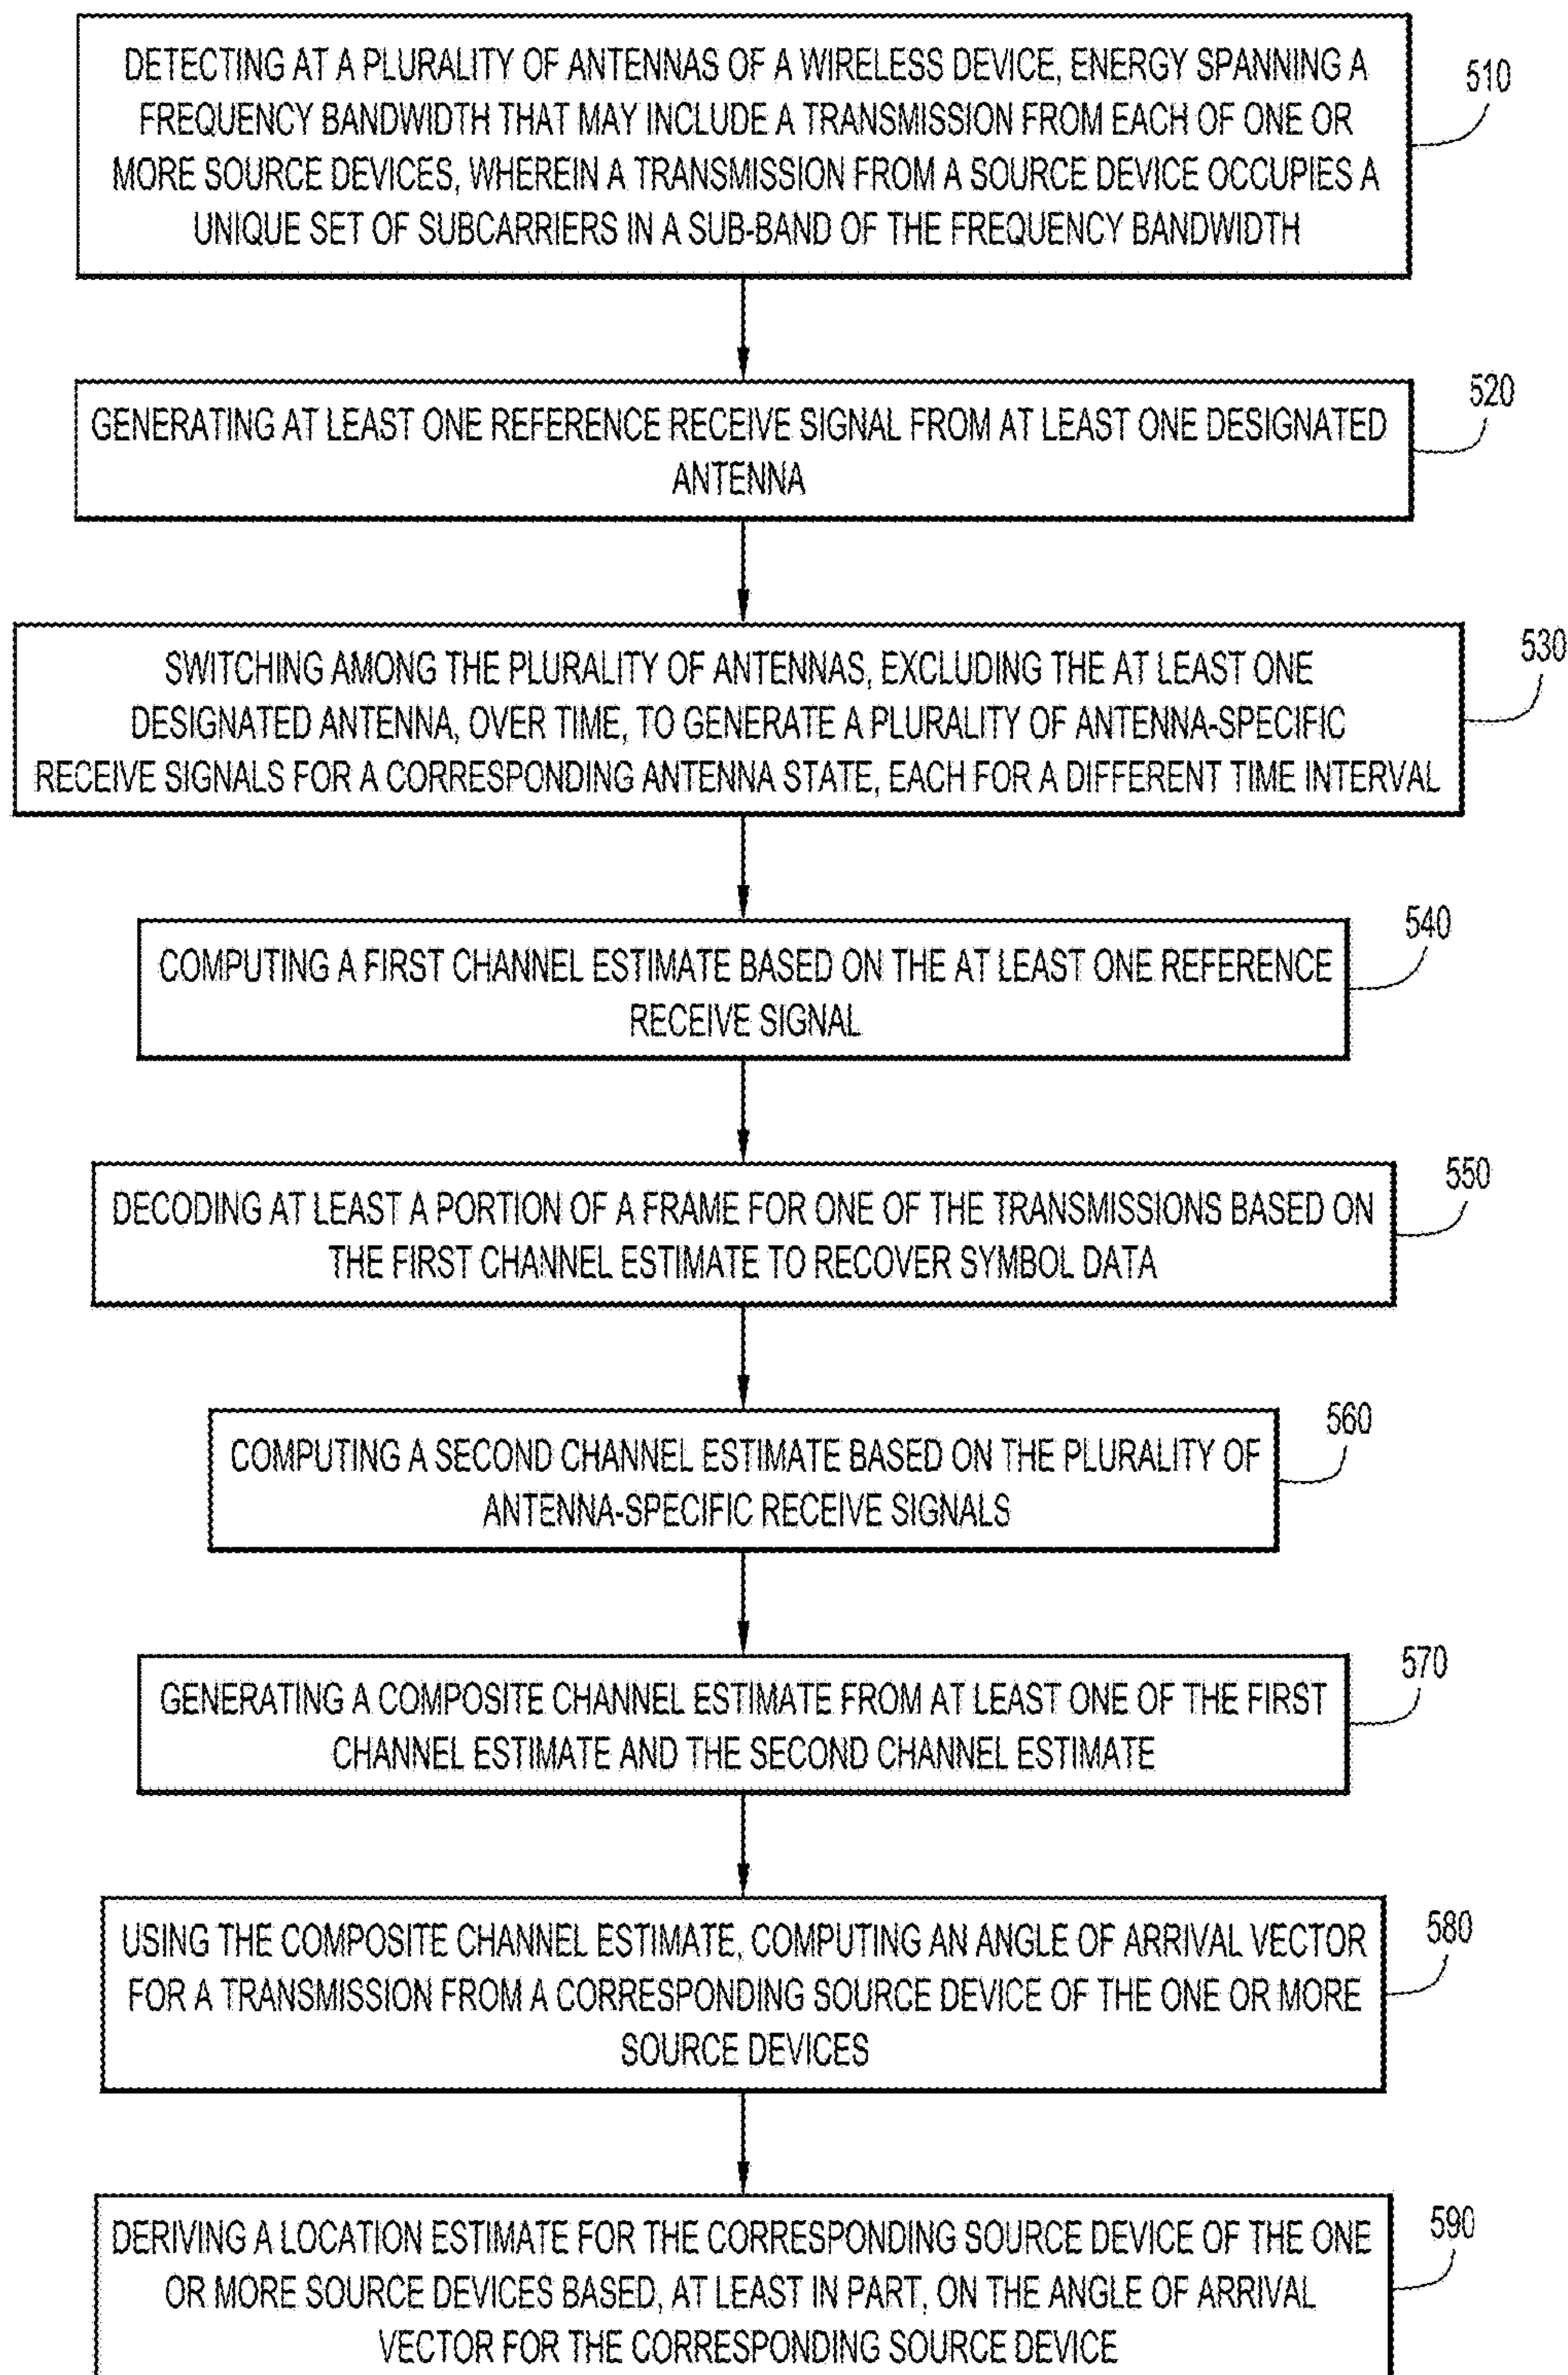 DETECTING AT A PLURALITY OF ANTENNAS OF A WIRELESS DEVICE, ENERGY SPANNING A
FREQUENCY BANDWIDTH THAT MAY INCLUDE A TRANSMISSION FROM EACH OF ONE OR
MORE SOURCE DEVICES, WHEREIN A TRANSMISSION FROM A SOURCE DEVICE OCCUPIES A
UNIQUE SET OF SUBCARRIERS IN A SUB-BAND OF THE FREQUENCY BANDWIDTH
510
GENERATING AT LEAST ONE REFERENCE RECEIVE SIGNAL FROM AT LEAST ONE DESIGNATED
ANTENNA
520
SWITCHING AMONG THE PLURALITY OF ANTENNAS, EXCLUDING THE AT LEAST ONE
DESIGNATED ANTENNA, OVER TIME, TO GENERATE A PLURALITY OF ANTENNA-SPECIFIC
RECEIVE SIGNALS FOR A CORRESPONDING ANTENNA STATE, EACH FOR A DIFFERENT TIME INTERVAL
530
COMPUTING A FIRST CHANNEL ESTIMATE BASED ON THE AT LEAST ONE REFERENCE
RECEIVE SIGNAL
540
DECODING AT LEAST A PORTION OF A FRAME FOR ONE OF THE TRANSMISSIONS BASED ON
THE FIRST CHANNEL ESTIMATE TO RECOVER SYMBOL DATA
550
COMPUTING A SECOND CHANNEL ESTIMATE BASED ON THE PLURALITY OF
ANTENNA-SPECIFIC RECEIVE SIGNALS
560
GENERATING A COMPOSITE CHANNEL ESTIMATE FROM AT LEAST ONE OF THE FIRST
CHANNEL ESTIMATE AND THE SECOND CHANNEL ESTIMATE
570
USING THE COMPOSITE CHANNEL ESTIMATE, COMPUTING AN ANGLE OF ARRIVAL VECTOR
FOR A TRANSMISSION FROM A CORRESPONDING SOURCE DEVICE OF THE ONE OR MORE
SOURCE DEVICES
580
DERIVING A LOCATION ESTIMATE FOR THE CORRESPONDING SOURCE DEVICE OF THE ONE
OR MORE SOURCE DEVICES BASED, AT LEAST IN PART, ON THE ANGLE OF ARRIVAL
VECTOR FOR THE CORRESPONDING SOURCE DEVICE
590